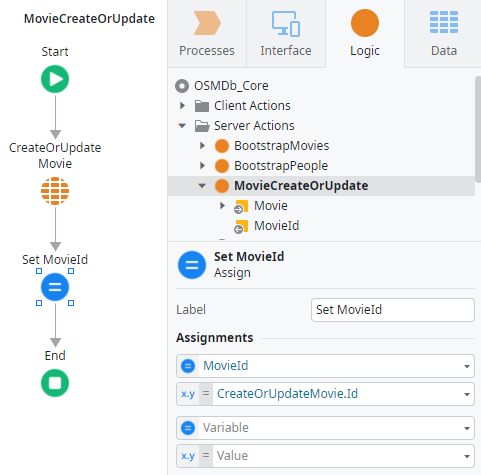 MovieCreateOrUpdate
Start
CreateOrUpdate
Movie
Set MovieId
End
Processes
Interface
Logic
Data
OSMDb_Core
Client Actions
Server Actions
BootstrapMovies
BootstrapPeople
MovieCreateOrUpdate
Movie
MovieId
Set MovieId
Assign
Label Set MovieId
Assignments
= MovieId
x.y = CreateOrUpdateMovie.Id
= Variable
x.y = Value